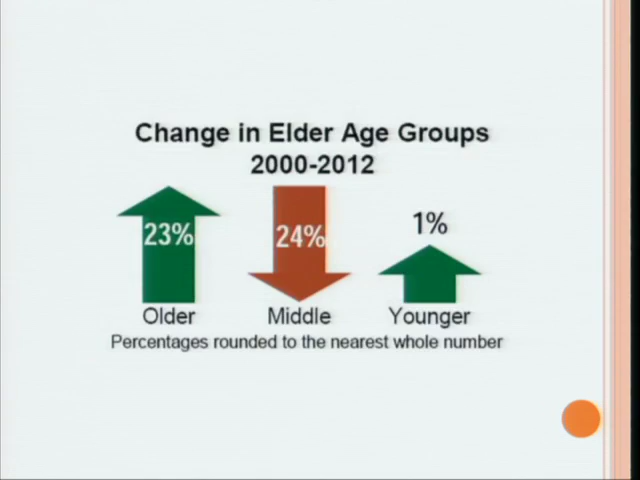 Change in Elder Age Groups
2000-2012
23%
24%
1%
Older
Middle
Younger
Percentages rounded to the nearest whole number